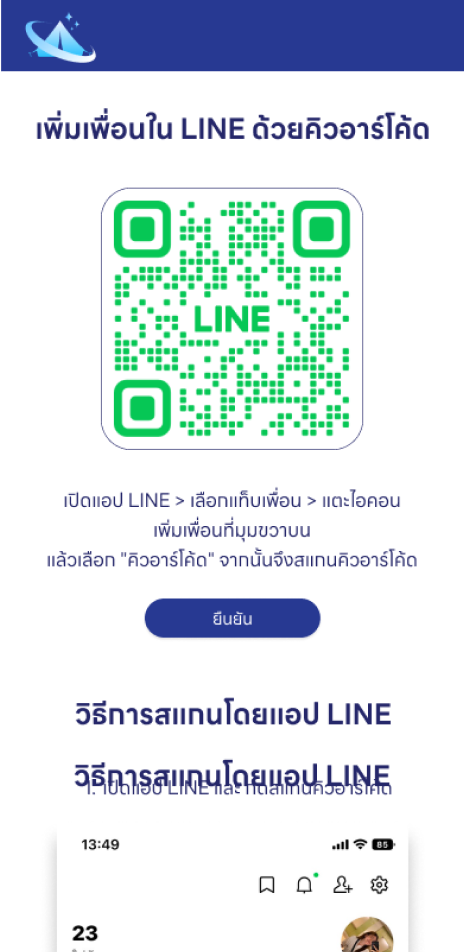 เพิ่มเพื่อนใน LINE ด้วยคิวอาร์โค้ด
LINE
เปิดแอป LINE > เลือกแท็บเพื่อน > แตะไอคอน
เพิ่มเพื่อนที่มุมขวาบน
แล้วเลือก "คิวอาร์โค้ด" จากนั้นจึงสแกนคิวอาร์โค้ด
ยืนยัน
วิธีการสแกนโดยแอป LINE
วิธีการสแกนโดยแอป LINE
1. เปิดแอป LINE และ กดสแกนคิวอาร์โค้ด
13:49
85
23